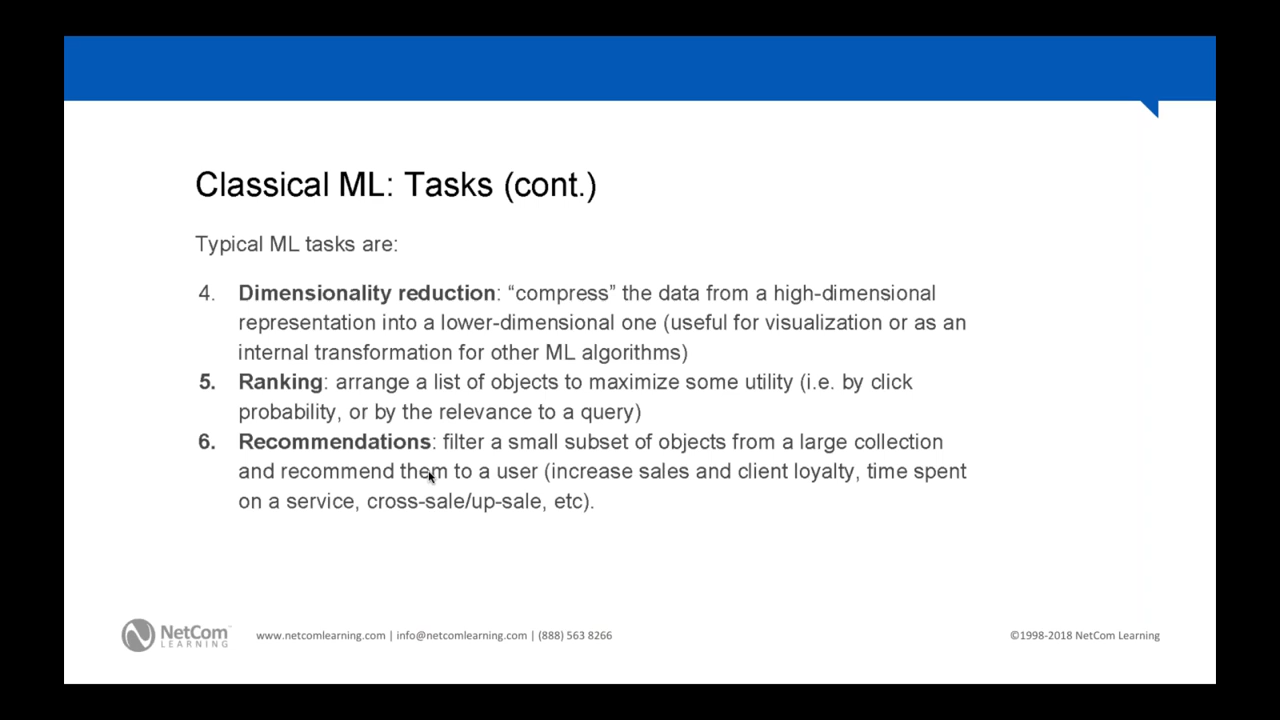 Classical ML: Tasks (cont.)
Typical ML tasks are:
4. Dimensionality reduction: “compress” the data from a high-dimensional
representation into a lower-dimensional one (useful for visualization or as an
internal transformation for other ML algorithms)
5. Ranking: arrange a list of objects to maximize some utility (i.e. by click
probability, or by the relevance to a query)
6. Recommendations: filter a small subset of objects from a large collection
and recommend them to a user (increase sales and client loyalty, time spent
on a service, cross-sale/up-sale, etc).
NetCom™
LEARNING
www.netcomlearning.com | info@netcomlearning.com | (888) 563 8266
©1998-2018 NetCom Learning